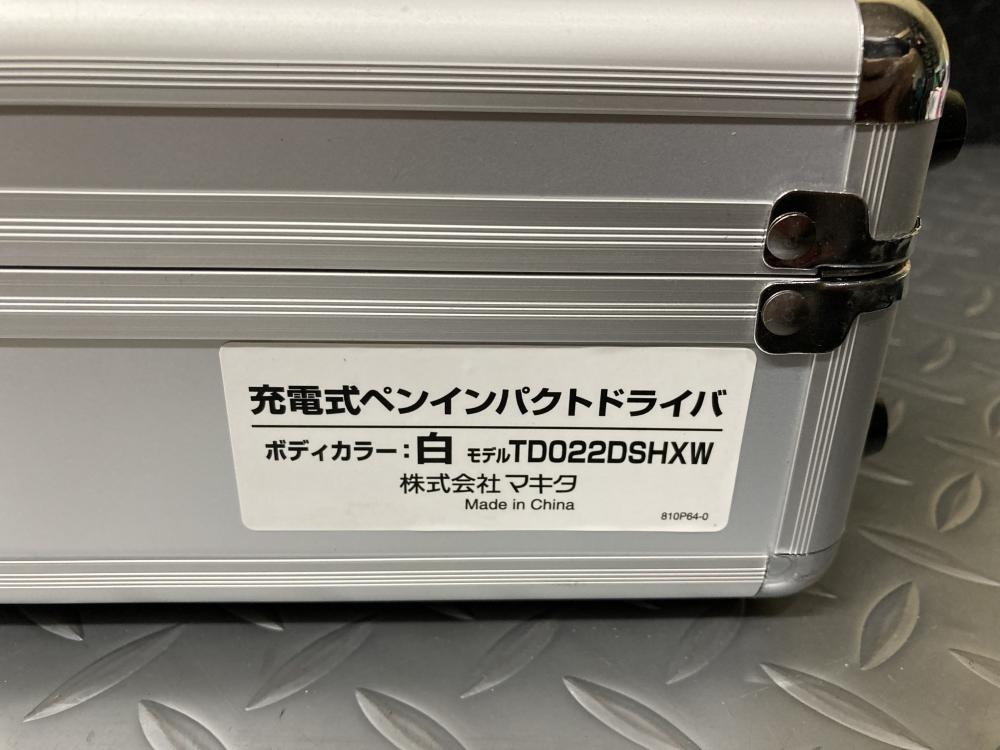 充電式ペンインパクトドライバ
ボディカラー:白 モデルTD022DSHXW
株式会社マキタ
Made in China
810P64-0